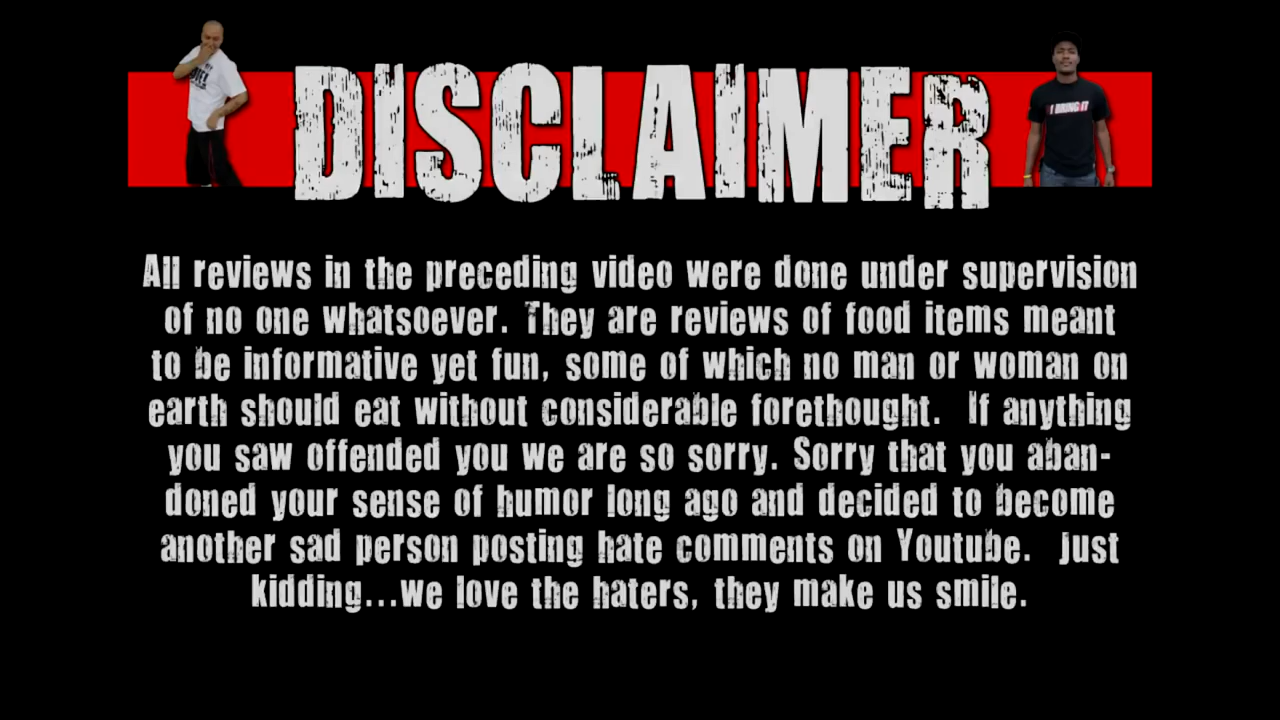 DISCLAIMER
I BRING IT
All reviews in the preceding video were done under supervision
of no one whatsoever. They are reviews of food items meant
to be informative yet fun, some of which no man or woman on
earth should eat without considerable forethought. If anything
you saw offended you we are so sorry. Sorry that you aban-
doned your sense of humor long ago and decided to become
another sad person posting hate comments on Youtube. Just
kidding...we love the haters, they make us smile.